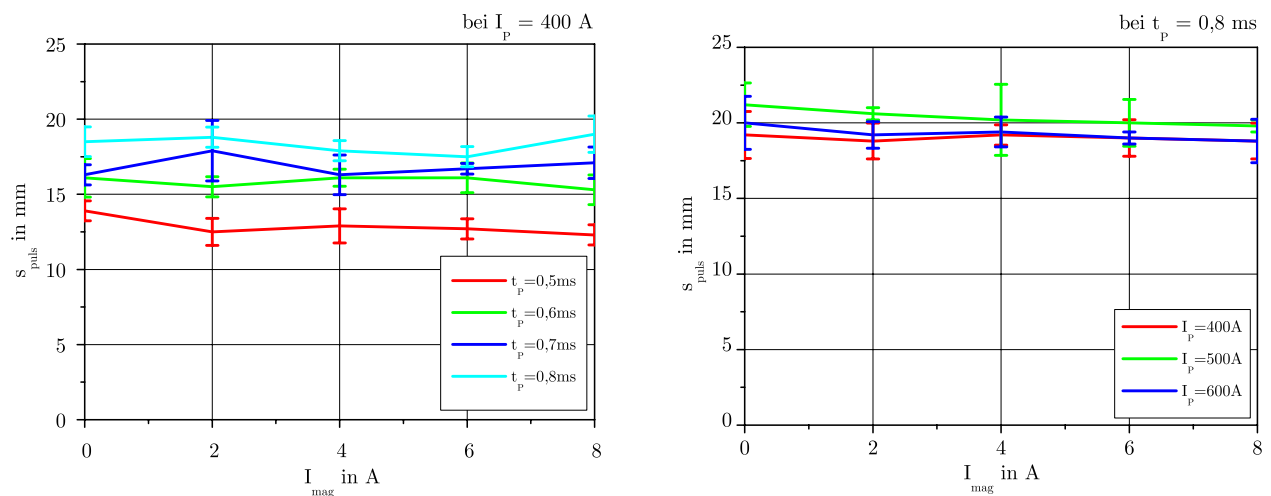 bei I_P = 400 A
25
20
15
10
5
0
s_puls in mm
0 2 4 6 8
I_mag in A
t_P=0,5ms
t_P=0,6ms
t_P=0,7ms
t_P=0,8ms
bei t_P = 0,8 ms
25
20
15
10
5
0
s_puls in mm
0 2 4 6 8
I_mag in A
I_P=400A
I_P=500A
I_P=600A